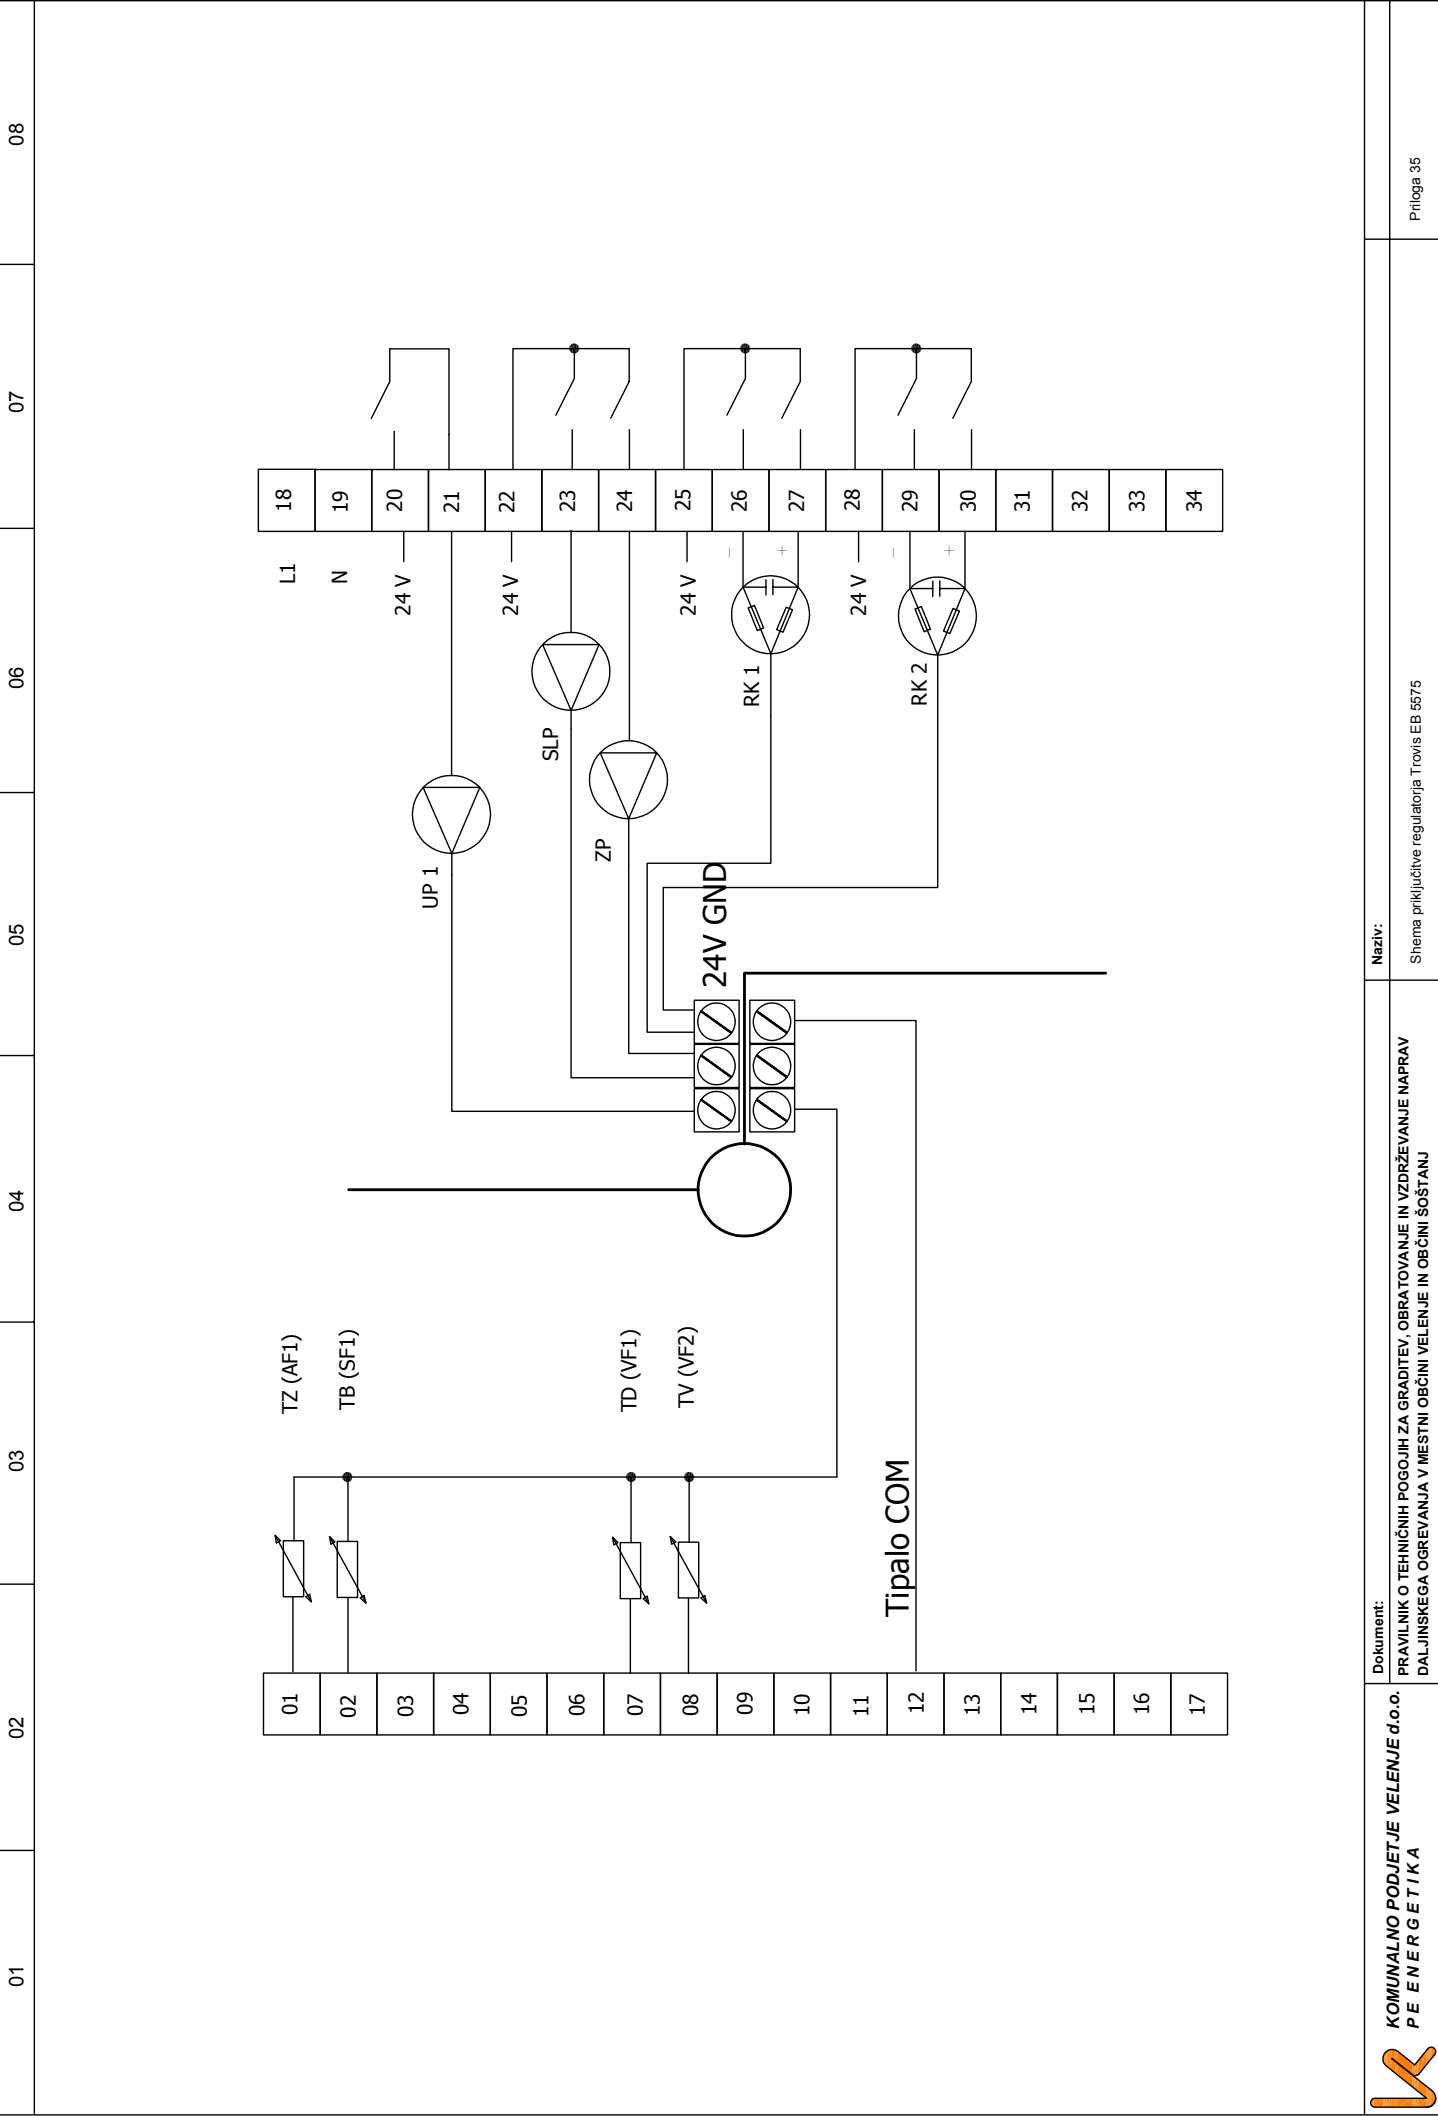 01
02
03
04
05
06
07
08
18
19
20
21
22
23
24
25
26
27
28
29
30
31
32
33
34
L1
N
24 V
24 V
24 V
24 V
–
+
–
+
UP 1
SLP
ZP
RK 1
RK 2
24V GND
TZ (AF1)
TB (SF1)
TD (VF1)
TV (VF2)
Tipalo COM
01
02
03
04
05
06
07
08
09
10
11
12
13
14
15
16
17
KOMUNALNO PODJETJE VELENJE d.o.o.
P E E N E R G E T I K A
Dokument:
PRAVILNIK O TEHNIČNIH POGOJIH ZA GRADITEV, OBRATOVANJE IN VZDRŽEVANJE NAPRAV
DALJINSKEGA OGREVANJA V MESTNI OBČINI VELENJE IN OBČINI ŠOŠTANJ
Naziv:
Shema priključitve regulatorja Trovis EB 5575
Priloga 35